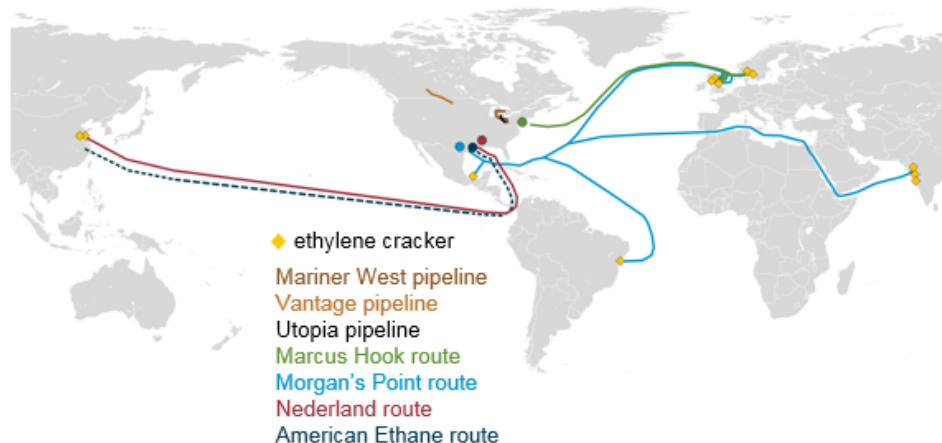 ethylene cracker
Mariner West pipeline
Vantage pipeline
Utopia pipeline
Marcus Hook route
Morgan's Point route
Nederland route
American Ethane route